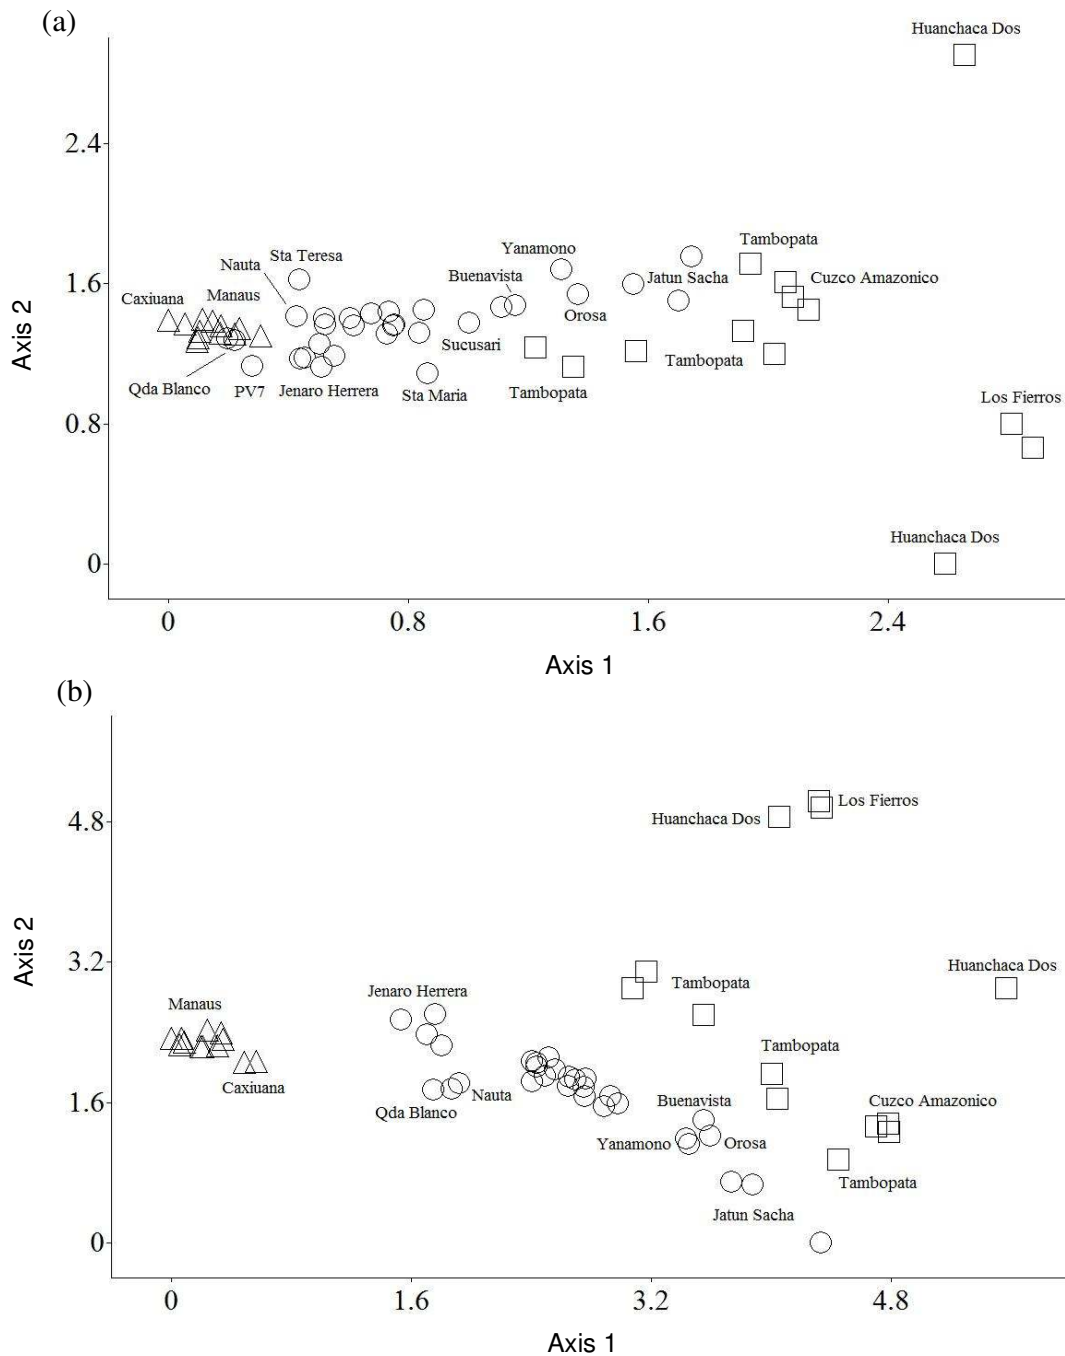 (a)
Huanchaca Dos
2.4
Tambopata
Yanamono
Sta Teresa
Nauta
Buenavista
Jatun Sacha
Cuzco Amazonico
1.6
Caxiuana
Manaus
Orosa
Sucusari
Tambopata
Qda Blanco
PV7
Jenaro Herrera
Sta Maria
Tambopata
Los Fierros
0.8
Huanchaca Dos
0
Axis 2
0 0.8 1.6 2.4
Axis 1
(b)
4.8
Huanchaca Dos
Los Fierros
3.2
Huanchaca Dos
Tambopata
Jenaro Herrera
Manaus
Tambopata
Caxiuana
Nauta
Buenavista
Cuzco Amazonico
1.6
Qda Blanco
Yanamono
Orosa
Tambopata
Jatun Sacha
0
Axis 2
0 1.6 3.2 4.8
Axis 1